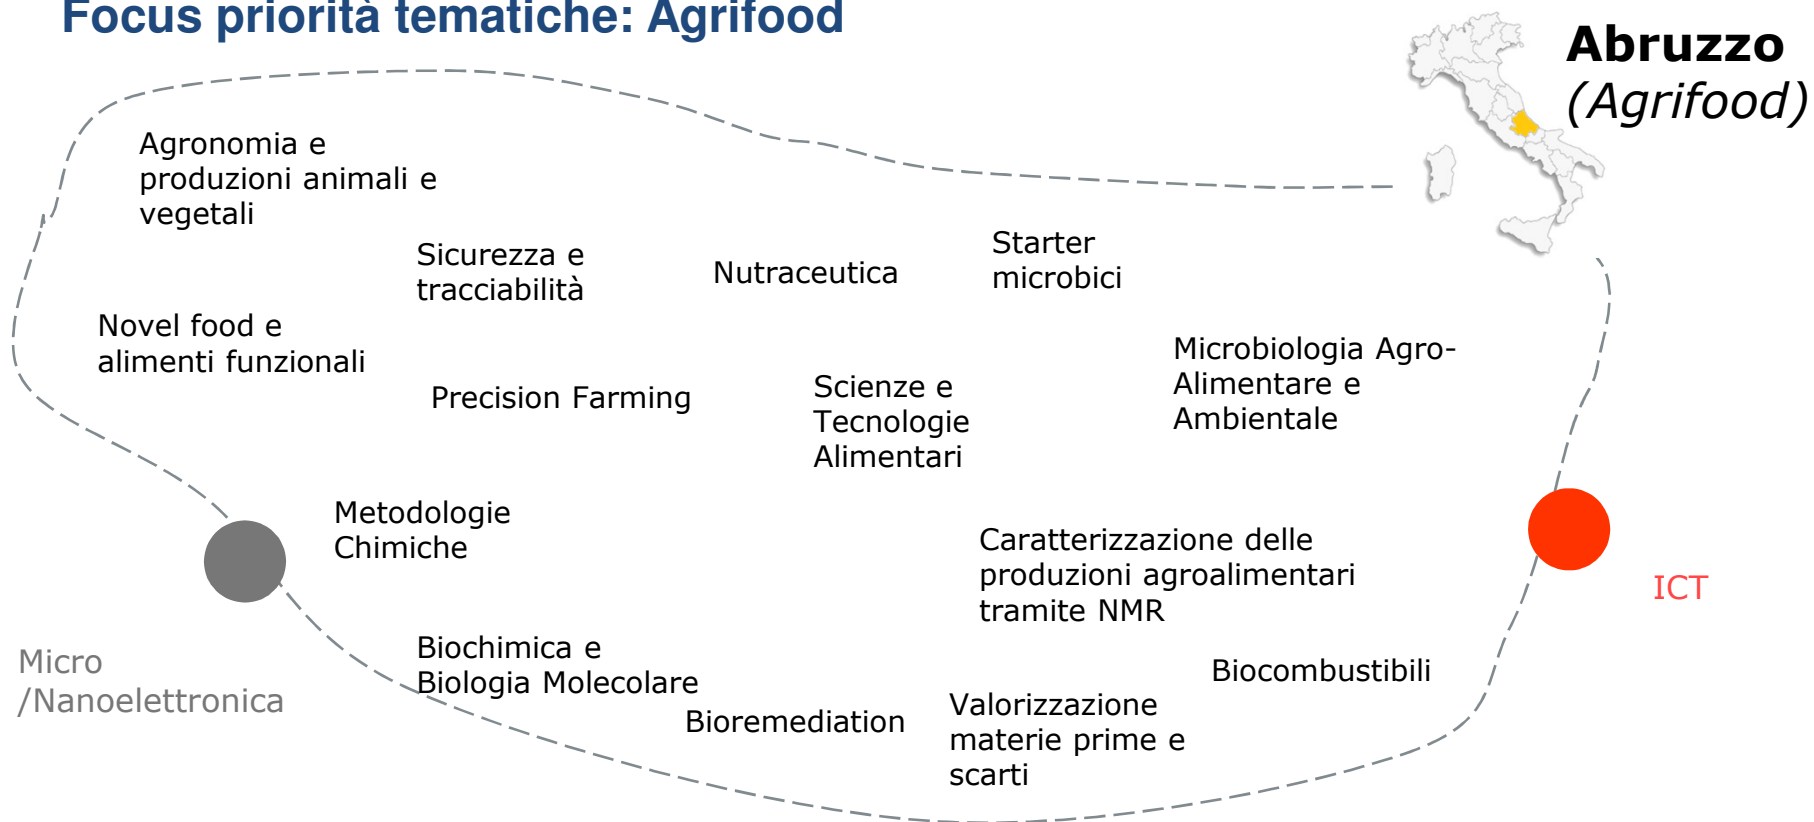 Focus priorità tematiche: Agrifood
Abruzzo
(Agrifood)
Agronomia e
produzioni animali e
vegetali
Sicurezza e
tracciabilità
Nutraceutica
Starter
microbici
Novel food e
alimenti funzionali
Precision Farming
Scienze e
Tecnologie
Alimentari
Microbiologia Agro-
Alimentare e
Ambientale
Metodologie
Chimiche
Caratterizzazione delle
produzioni agroalimentari
tramite NMR
ICT
Micro
/Nanoelettronica
Biochimica e
Biologia Molecolare
Bioremediation
Valorizzazione
materie prime e
scarti
Biocombustibili